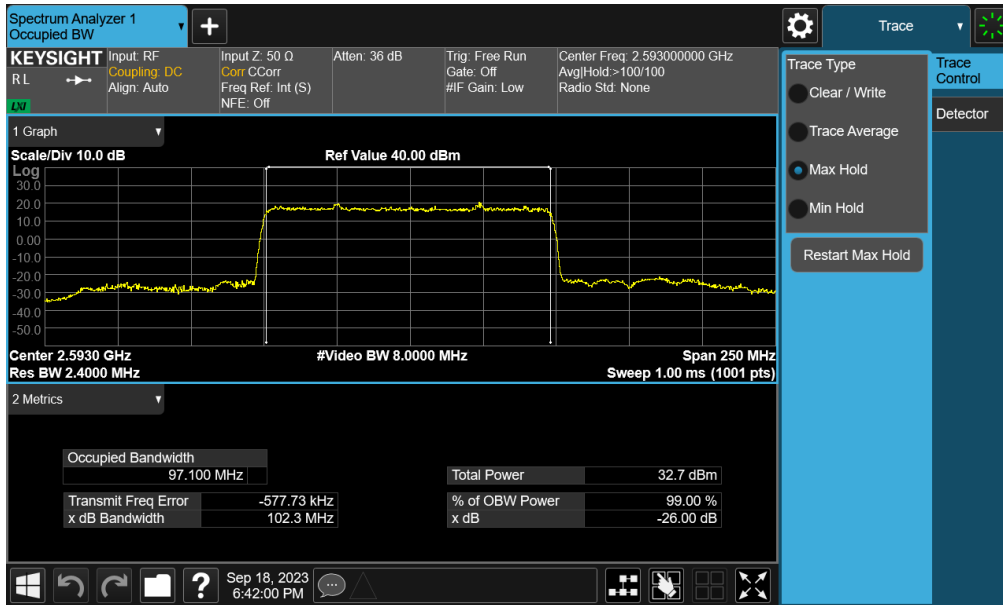 Spectrum Analyzer 1
Occupied BW
+
Trace
KEYSIGHT
R L
LXI
Input: RF
Coupling: DC
Align: Auto
Input Z: 50 Ω
Corr CCorr
Freq Ref: Int (S)
NFE: Off
Atten: 36 dB
Trig: Free Run
Gate: Off
#IF Gain: Low
Center Freq: 2.593000000 GHz
Avg|Hold:>100/100
Radio Std: None
Trace Type
Clear / Write
Trace Average
Max Hold
Min Hold
Restart Max Hold
Trace
Control
Detector
1 Graph
Scale/Div 10.0 dB
Ref Value 40.00 dBm
Log
30.0
20.0
10.0
0.00
-10.0
-20.0
-30.0
-40.0
-50.0
Center 2.5930 GHz
#Video BW 8.0000 MHz
Span 250 MHz
Res BW 2.4000 MHz
Sweep 1.00 ms (1001 pts)
2 Metrics
Occupied Bandwidth
97.100 MHz
Total Power 32.7 dBm
Transmit Freq Error -577.73 kHz
% of OBW Power 99.00 %
x dB Bandwidth 102.3 MHz
x dB -26.00 dB
?
Sep 18, 2023
6:42:00 PM